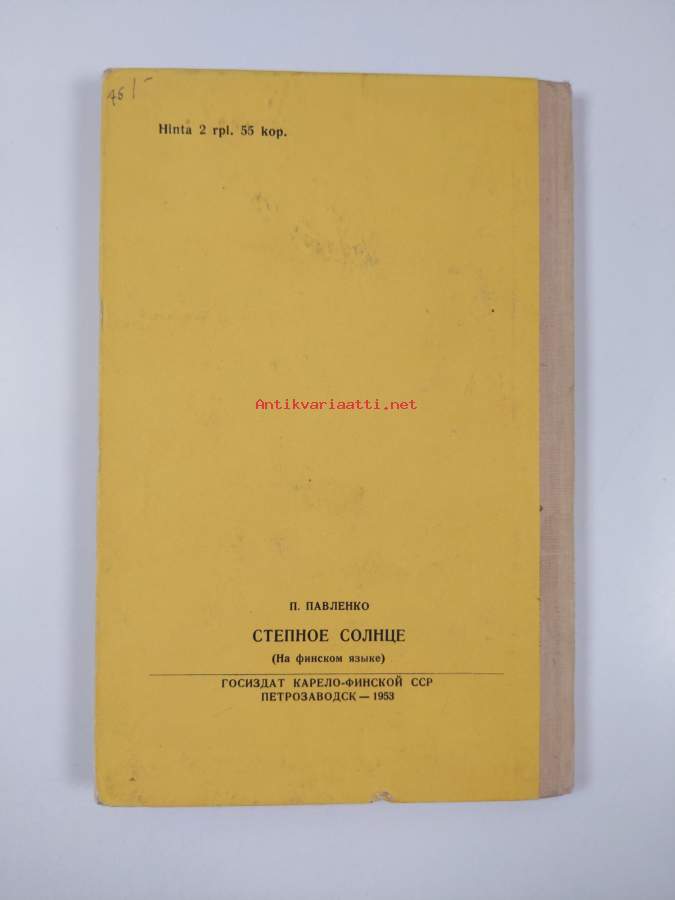 45/-
Hinta 2 rpl. 55 kop.
Antikvariaatti.net
П. ПАВЛЕНКО
СТЕПНОЕ СОЛНЦЕ
(На финском языке)
ГОСИЗДАТ КАРЕЛО-ФИНСКОЙ ССР
ПЕТРОЗАВОДСК — 1953